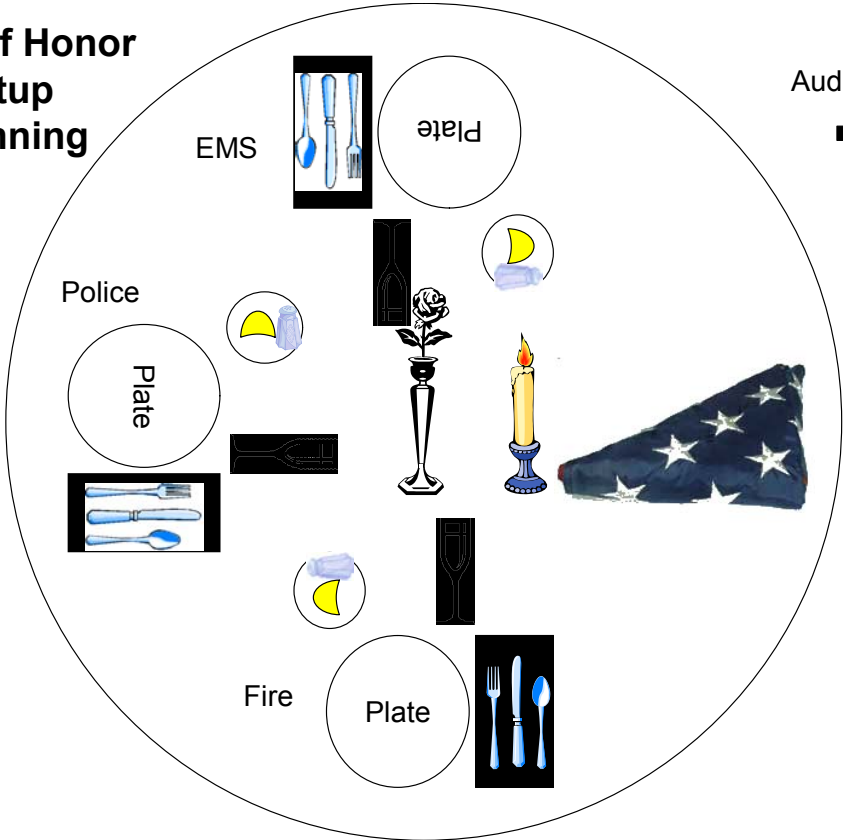 f Honor
tup
nning
Aud
EMS
Plate
Police
Plate
Fire
Plate